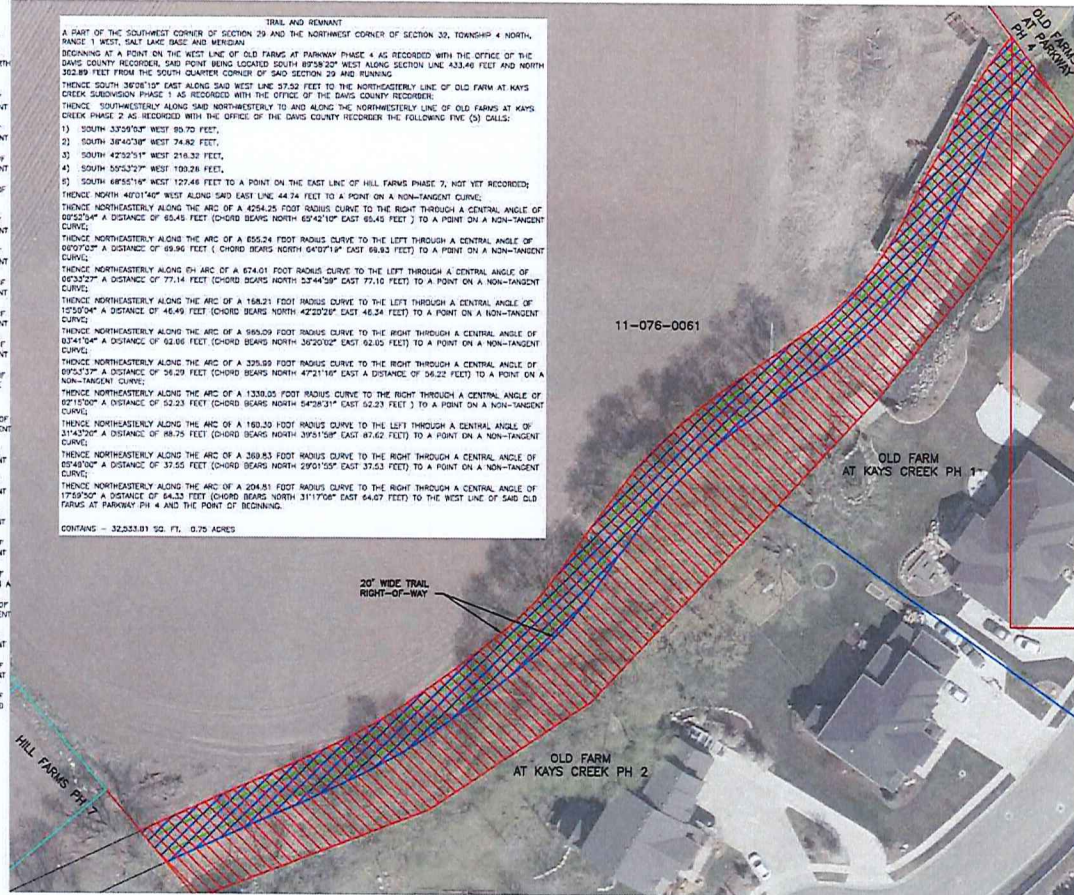 TRAIL AND REMNANT
A PART OF THE SOUTHWEST CORNER OF SECTION 29 AND THE NORTHWEST CORNER OF SECTION 32, TOWNSHIP 4 NORTH,
RANGE 1 WEST, SALT LAKE BASE AND MERIDIAN
BEGINNING AT A POINT ON THE WEST LINE OF OLD FARMS AT PARKWAY PHASE 4 AS RECORDED WITH THE OFFICE OF THE
DAVIS COUNTY RECORDER, SAID POINT BEING LOCATED SOUTH 89°58'20" WEST ALONG SECTION LINE 433.46 FEET AND NORTH
302.89 FEET FROM THE SOUTH QUARTER CORNER OF SAID SECTION 29 AND RUNNING
THENCE SOUTH 36°08'15" EAST ALONG SAID WEST LINE 57.52 FEET TO THE NORTHEASTERLY LINE OF OLD FARM AT KAYS
CREEK SUBDIVISION PHASE 1 AS RECORDED WITH THE OFFICE OF THE DAVIS COUNTY RECORDER;
THENCE SOUTHWESTERLY ALONG SAID NORTHWESTERLY TO AND ALONG THE NORTHWESTERLY LINE OF OLD FARMS AT KAYS
CREEK PHASE 2 AS RECORDED WITH THE OFFICE OF THE DAVIS COUNTY RECORDER THE FOLLOWING FIVE (5) CALLS:
1) SOUTH 33°59'03" WEST 95.70 FEET,
2) SOUTH 38°40'38" WEST 74.82 FEET,
3) SOUTH 42°52'51" WEST 216.32 FEET,
4) SOUTH 55°53'27" WEST 109.28 FEET,
5) SOUTH 68°55'16" WEST 127.46 FEET TO A POINT ON THE EAST LINE OF HILL FARMS PHASE 7, NOT YET RECORDED;
THENCE NORTH 40°01'40" WEST ALONG SAID EAST LINE 44.74 FEET TO A POINT ON A NON-TANGENT CURVE;
THENCE NORTHEASTERLY ALONG THE ARC OF A 4254.25 FOOT RADIUS CURVE TO THE RIGHT THROUGH A CENTRAL ANGLE OF
00°52'54" A DISTANCE OF 65.45 FEET (CHORD BEARS NORTH 65°42'10" EAST 65.45 FEET ) TO A POINT ON A NON-TANGENT
CURVE;
THENCE NORTHEASTERLY ALONG THE ARC OF A 655.24 FOOT RADIUS CURVE TO THE LEFT THROUGH A CENTRAL ANGLE OF
06°07'03" A DISTANCE OF 69.96 FEET ( CHORD BEARS NORTH 64°07'19" EAST 69.93 FEET) TO A POINT ON A NON-TANGENT
CURVE;
THENCE NORTHEASTERLY ALONG EH ARC OF A 674.01 FOOT RADIUS CURVE TO THE LEFT THROUGH A CENTRAL ANGLE OF
06°33'27" A DISTANCE OF 77.14 FEET (CHORD BEARS NORTH 53°44'59" EAST 77.10 FEET) TO A POINT ON A NON-TANGENT
CURVE;
THENCE NORTHEASTERLY ALONG THE ARC OF A 168.21 FOOT RADIUS CURVE TO THE LEFT THROUGH A CENTRAL ANGLE OF
15°50'04" A DISTANCE OF 46.49 FEET (CHORD BEARS NORTH 42°20'26" EAST 46.34 FEET) TO A POINT ON A NON-TANGENT
CURVE;
THENCE NORTHEASTERLY ALONG THE ARC OF A 965.09 FOOT RADIUS CURVE TO THE RIGHT THROUGH A CENTRAL ANGLE OF
03°41'04" A DISTANCE OF 62.06 FEET (CHORD BEARS NORTH 36°20'02" EAST 62.05 FEET) TO A POINT ON A NON-TANGENT
CURVE;
THENCE NORTHEASTERLY ALONG THE ARC OF A 325.99 FOOT RADIUS CURVE TO THE RIGHT THROUGH A CENTRAL ANGLE OF
09°53'37" A DISTANCE OF 56.29 FEET (CHORD BEARS NORTH 47°21'16" EAST A DISTANCE OF 56.22 FEET) TO A POINT ON A
NON-TANGENT CURVE;
THENCE NORTHEASTERLY ALONG THE ARC OF A 1330.05 FOOT RADIUS CURVE TO THE RIGHT THROUGH A CENTRAL ANGLE OF
02°15'00" A DISTANCE OF 52.23 FEET (CHORD BEARS NORTH 54°28'31" EAST 52.23 FEET ) TO A POINT ON A NON-TANGENT
CURVE;
THENCE NORTHEASTERLY ALONG THE ARC OF A 160.30 FOOT RADIUS CURVE TO THE LEFT THROUGH A CENTRAL ANGLE OF
31°43'20" A DISTANCE OF 88.75 FEET (CHORD BEARS NORTH 39°51'58" EAST 87.62 FEET) TO A POINT ON A NON-TANGENT
CURVE;
THENCE NORTHEASTERLY ALONG THE ARC OF A 369.83 FOOT RADIUS CURVE TO THE RIGHT THROUGH A CENTRAL ANGLE OF
05°49'00" A DISTANCE OF 37.55 FEET (CHORD BEARS NORTH 29°01'55" EAST 37.53 FEET) TO A POINT ON A NON-TANGENT
CURVE;
THENCE NORTHEASTERLY ALONG THE ARC OF A 204.81 FOOT RADIUS CURVE TO THE RIGHT THROUGH A CENTRAL ANGLE OF
17°59'50" A DISTANCE OF 64.33 FEET (CHORD BEARS NORTH 31°17'08" EAST 64.07 FEET) TO THE WEST LINE OF SAID OLD
FARMS AT PARKWAY PH 4 AND THE POINT OF BEGINNING.
CONTAINS - 32,533.01 SQ. FT. 0.75 ACRES
OLD FARMS
AT PARKWAY
PH 4
11-076-0061
OLD FARM
AT KAYS CREEK PH 1
20' WIDE TRAIL
RIGHT-OF-WAY
OLD FARM
AT KAYS CREEK PH 2
HILL FARMS PH 7